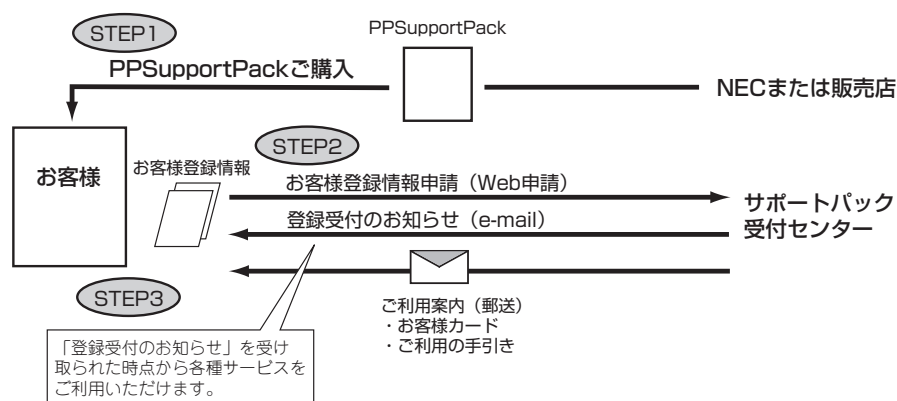 STEP1
PPSupportPack
PPSupportPackご購入
NECまたは販売店
お客様
お客様登録情報
STEP2
お客様登録情報申請（Web申請）
登録受付のお知らせ（e-mail）
サポートパック
受付センター
STEP3
ご利用案内（郵送）
・お客様カード
・ご利用の手引き
「登録受付のお知らせ」を受け
取られた時点から各種サービスを
ご利用いただけます。